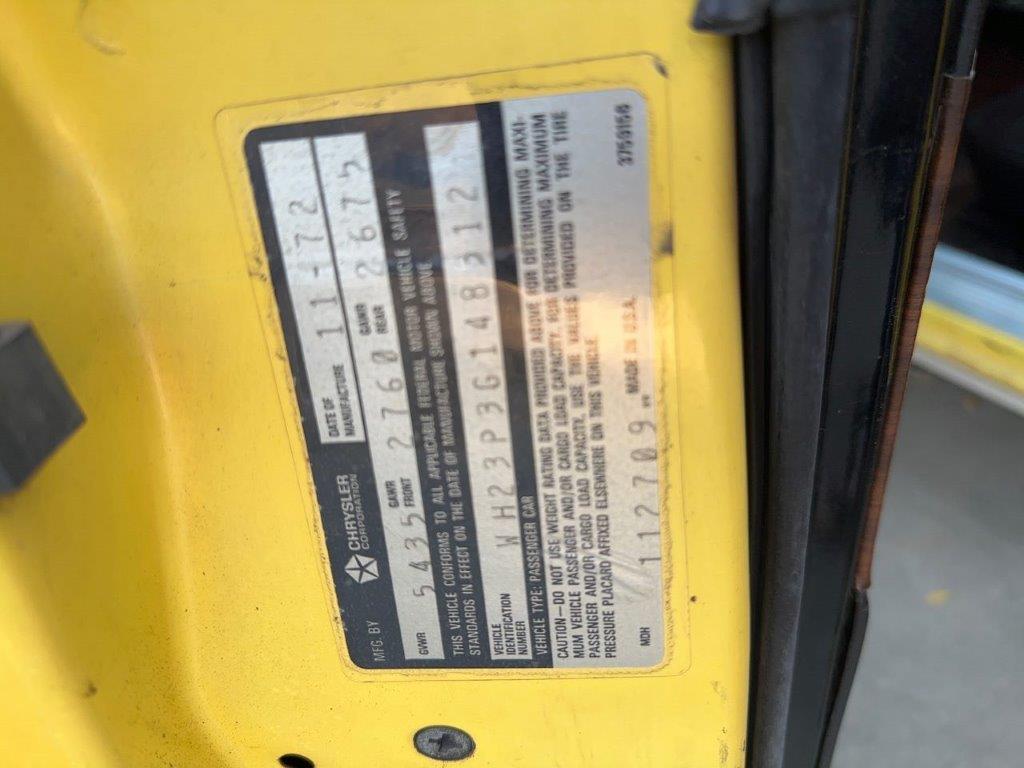 MFG. BY CHRYSLER CORPORATION
DATE OF MANUFACTURE 11-72
GVWR 5435 GAWR FRONT 2760 GAWR REAR 2675
THIS VEHICLE CONFORMS TO ALL APPLICABLE FEDERAL MOTOR VEHICLE SAFETY
STANDARDS IN EFFECT ON THE DATE OF MANUFACTURE SHOWN ABOVE
VEHICLE IDENTIFICATION NUMBER WH23P3G148312
VEHICLE TYPE: PASSENGER CAR
CAUTION—DO NOT USE WEIGHT RATING DATA PROVIDED ABOVE FOR DETERMINING MAXI-
MUM VEHICLE PASSENGER AND/OR CARGO LOAD CAPACITY. FOR DETERMINING MAXIMUM
PASSENGER AND/OR CARGO LOAD CAPACITY, USE THE VALUES PROVIDED ON THE TIRE
PRESSURE PLACARD AFFIXED ELSEWHERE ON THIS VEHICLE
MDH 112709 MADE IN U.S.A. 3759156